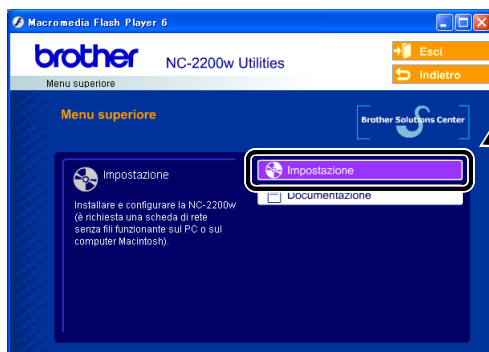 Macromedia Flash Player 6
brother
NC-2200w Utilities
Esci
Indietro
Menu superiore
Menu superiore
Brother Solutions Center
Impostazione
Installare e configurare la NC-2200w
(è richiesta una scheda di rete
senza fili funzionante sul PC o sul
computer Macintosh).
Impostazione
Documentazione